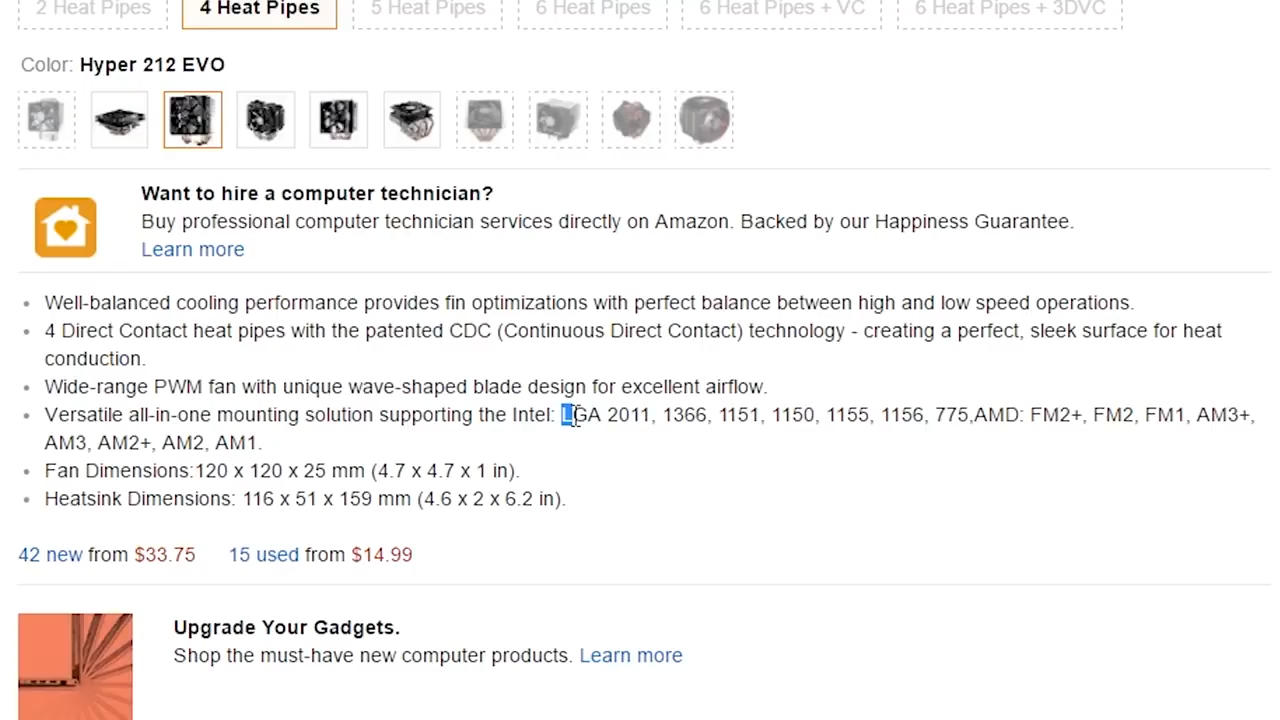 2 Heat Pipes 4 Heat Pipes 5 Heat Pipes 6 Heat Pipes 6 Heat Pipes + VC 6 Heat Pipes + 3DVC
Color: Hyper 212 EVO
Want to hire a computer technician?
Buy professional computer technician services directly on Amazon. Backed by our Happiness Guarantee.
Learn more
Well-balanced cooling performance provides fin optimizations with perfect balance between high and low speed operations.
4 Direct Contact heat pipes with the patented CDC (Continuous Direct Contact) technology - creating a perfect, sleek surface for heat
conduction.
Wide-range PWM fan with unique wave-shaped blade design for excellent airflow.
Versatile all-in-one mounting solution supporting the Intel: LGA 2011, 1366, 1151, 1150, 1155, 1156, 775,AMD: FM2+, FM2, FM1, AM3+,
AM3, AM2+, AM2, AM1.
Fan Dimensions:120 x 120 x 25 mm (4.7 x 4.7 x 1 in).
Heatsink Dimensions: 116 x 51 x 159 mm (4.6 x 2 x 6.2 in).
42 new from $33.75 15 used from $14.99
Upgrade Your Gadgets.
Shop the must-have new computer products. Learn more